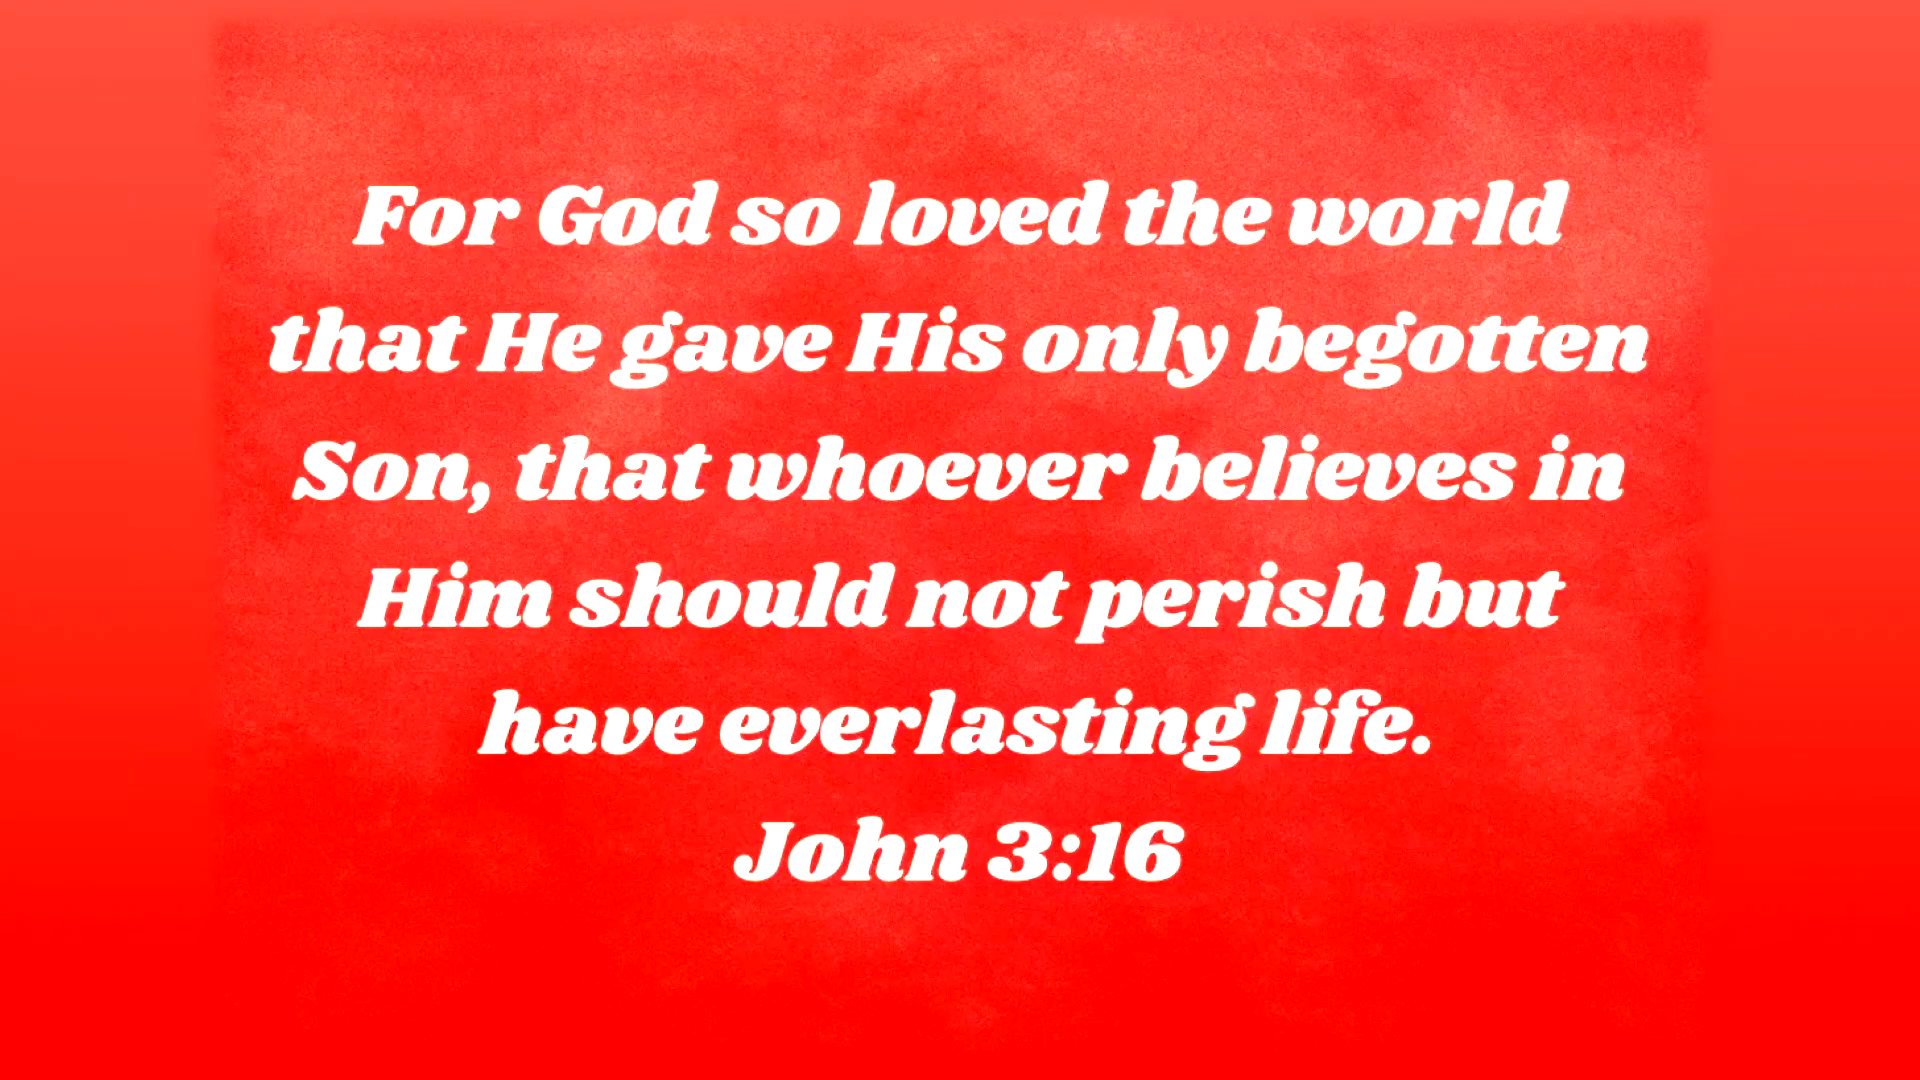 For God so loved the world
that He gave His only begotten
Son, that whoever believes in
Him should not perish but
have everlasting life.
John 3:16